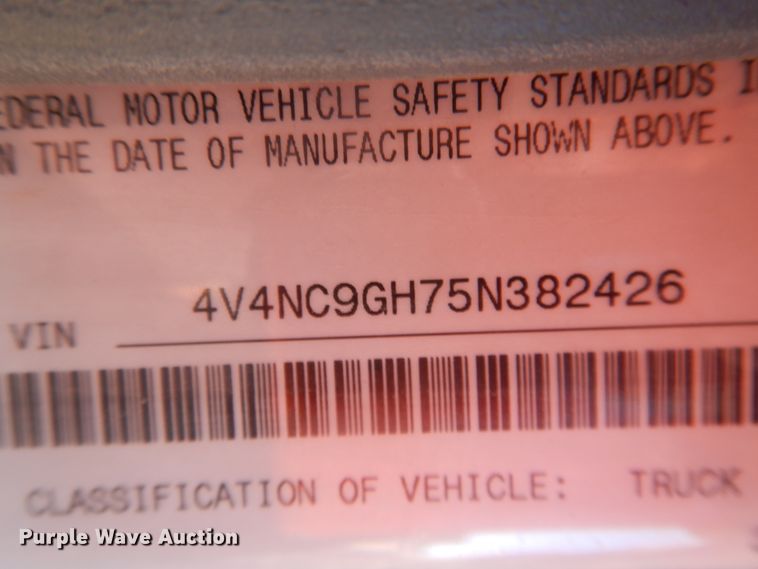 FEDERAL MOTOR VEHICLE SAFETY STANDARDS
THE DATE OF MANUFACTURE SHOWN ABOVE.
4V4NC9GH75N382426
VIN
CLASSIFICATION OF VEHICLE: TRUCK
Purple Wave Auction